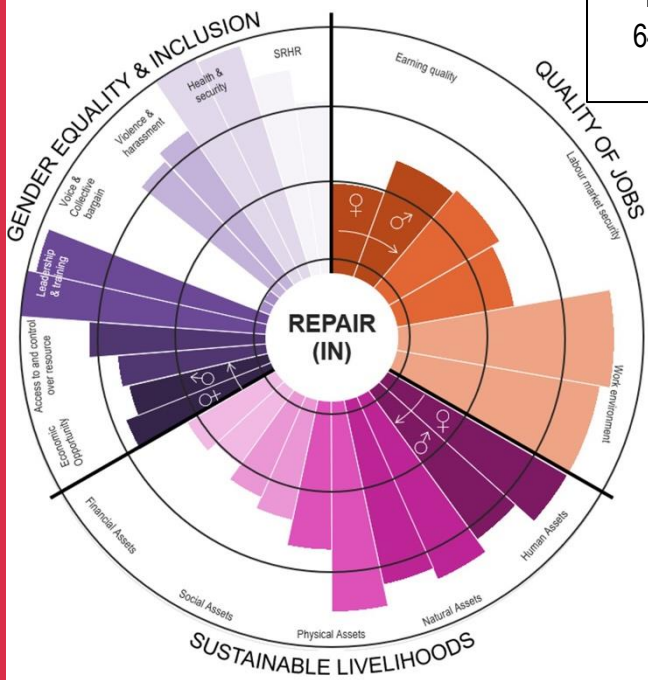 GENDER EQUALITY & INCLUSION
SRHR
Health &
security
Violence &
harassment
Voice &
Collective
bargain
Leadership
& training
Access to and control
over resource
Economic
Opportunity
QUALITY OF JOBS
Earning quality
Labour market security
Work environment
REPAIR
(IN)
♀
♂
♀
♂
♀
♂
Human Assets
Natural Assets
Physical Assets
Social Assets
Financial Assets
SUSTAINABLE LIVELIHOODS